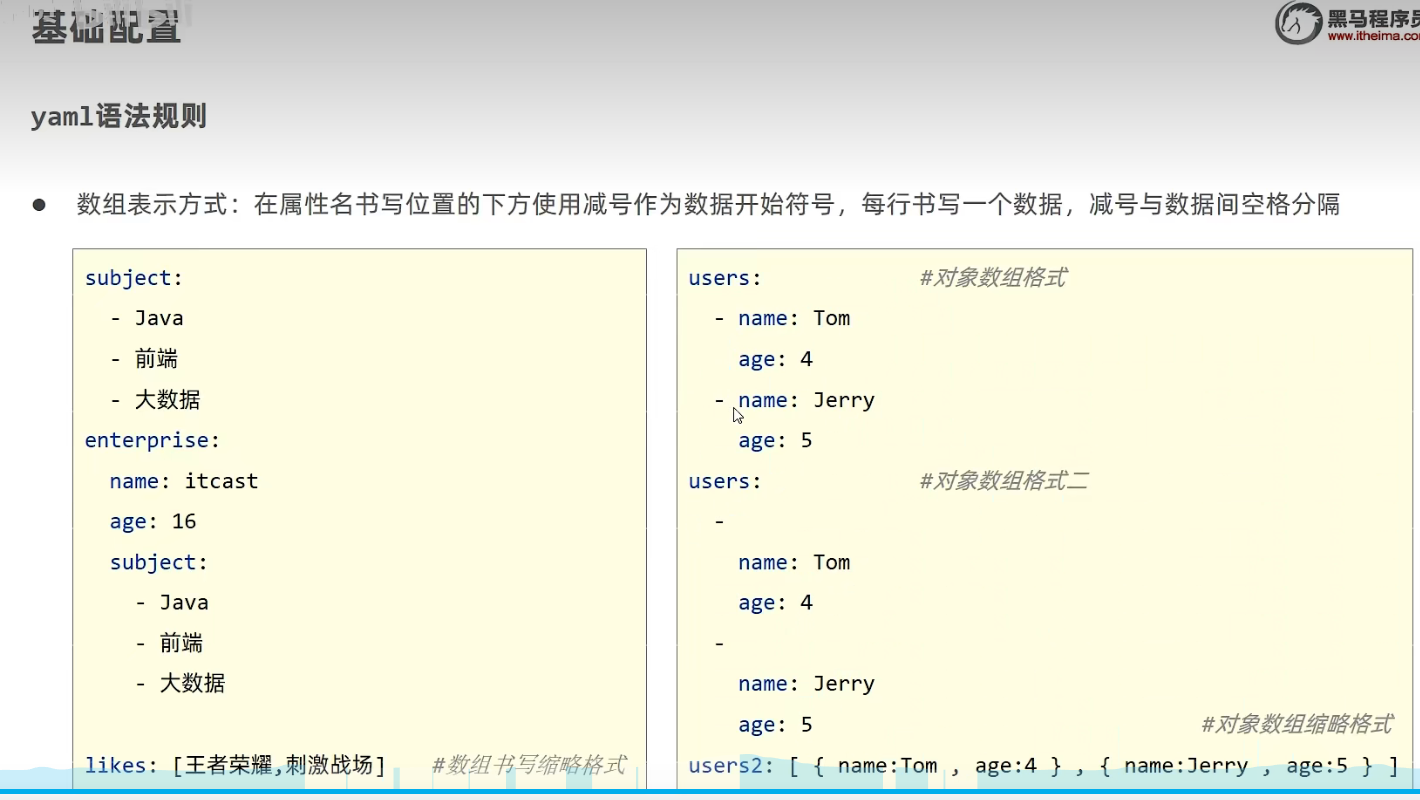 基础配置
黑马程序员
www.itheima.com
yaml语法规则
● 数组表示方式：在属性名书写位置的下方使用减号作为数据开始符号，每行书写一个数据，减号与数据间空格分隔
subject:
- Java
- 前端
- 大数据
enterprise:
name: itcast
age: 16
subject:
- Java
- 前端
- 大数据
likes: [王者荣耀,刺激战场] #数组书写缩略格式
users: #对象数组格式
- name: Tom
age: 4
- name: Jerry
age: 5
users: #对象数组格式二
-
name: Tom
age: 4
-
name: Jerry
age: 5 #对象数组缩略格式
users2: [ { name:Tom , age:4 } , { name:Jerry , age:5 } ]